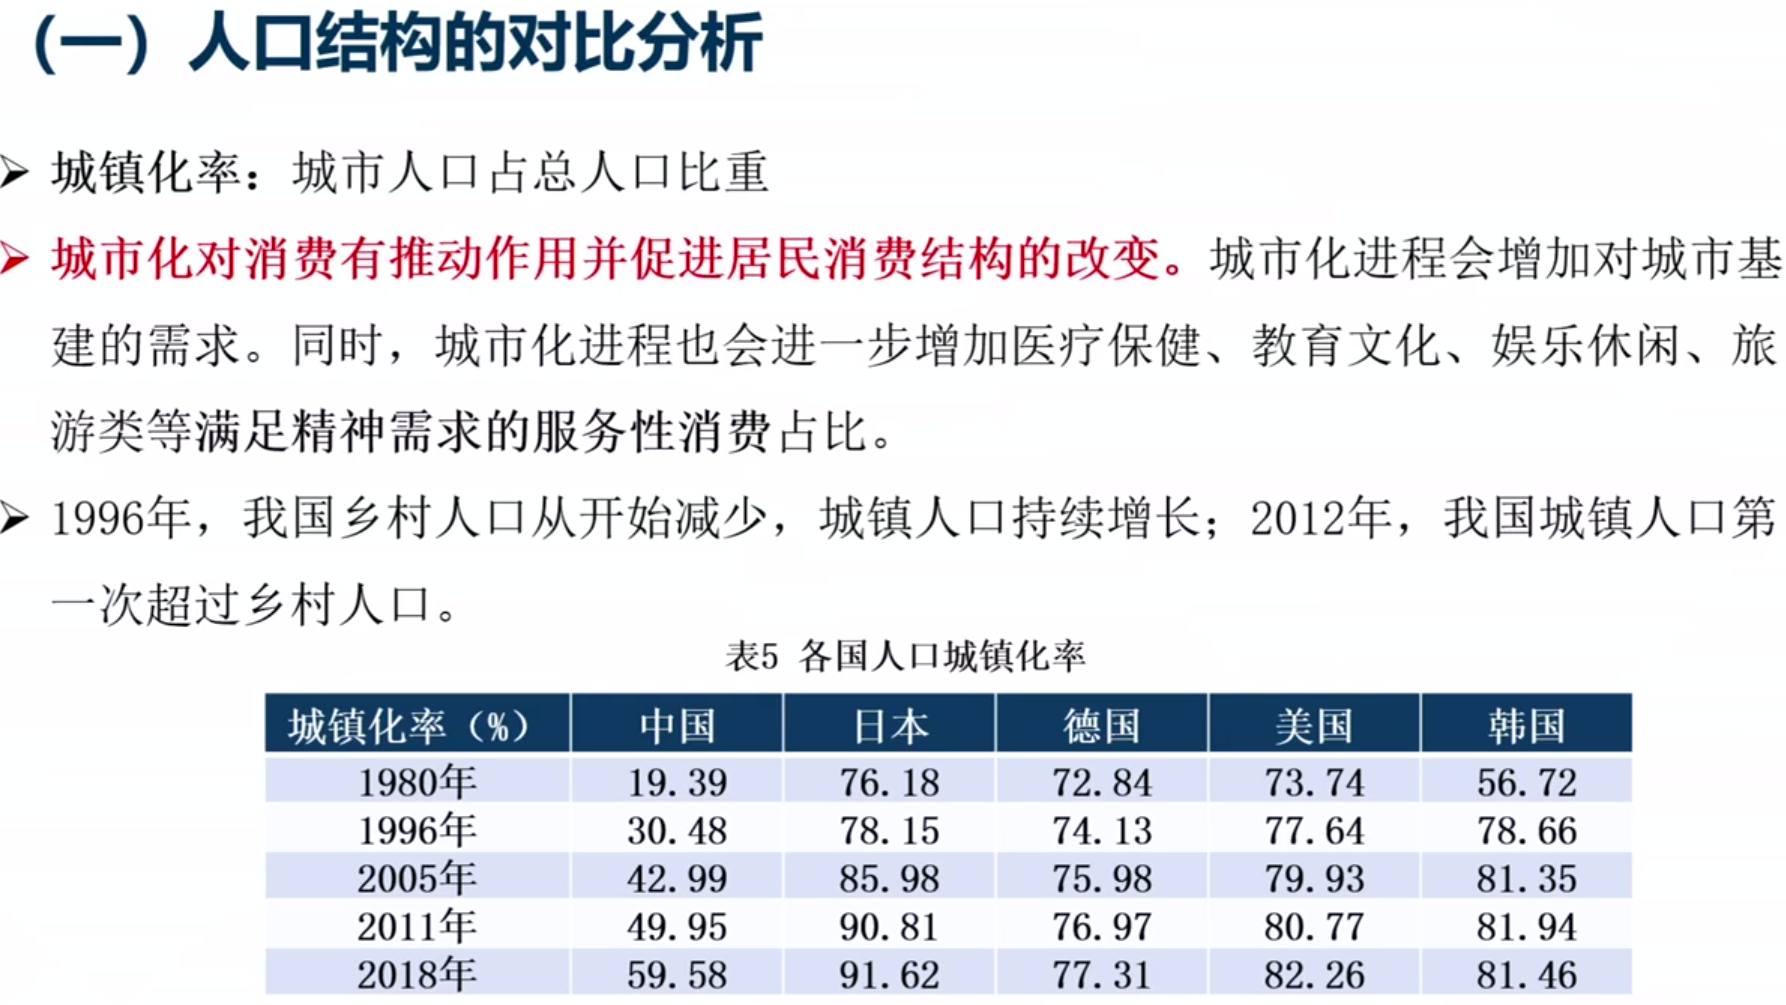 （一）人口结构的对比分析
➢ 城镇化率：城市人口占总人口比重
➢ 城市化对消费有推动作用并促进居民消费结构的改变。城市化进程会增加对城市基
建的需求。同时，城市化进程也会进一步增加医疗保健、教育文化、娱乐休闲、旅
游类等满足精神需求的服务性消费占比。
➢ 1996年，我国乡村人口从开始减少，城镇人口持续增长；2012年，我国城镇人口第
一次超过乡村人口。
表5 各国人口城镇化率
城镇化率（%） 中国 日本 德国 美国 韩国
1980年 19.39 76.18 72.84 73.74 56.72
1996年 30.48 78.15 74.13 77.64 78.66
2005年 42.99 85.98 75.98 79.93 81.35
2011年 49.95 90.81 76.97 80.77 81.94
2018年 59.58 91.62 77.31 82.26 81.46